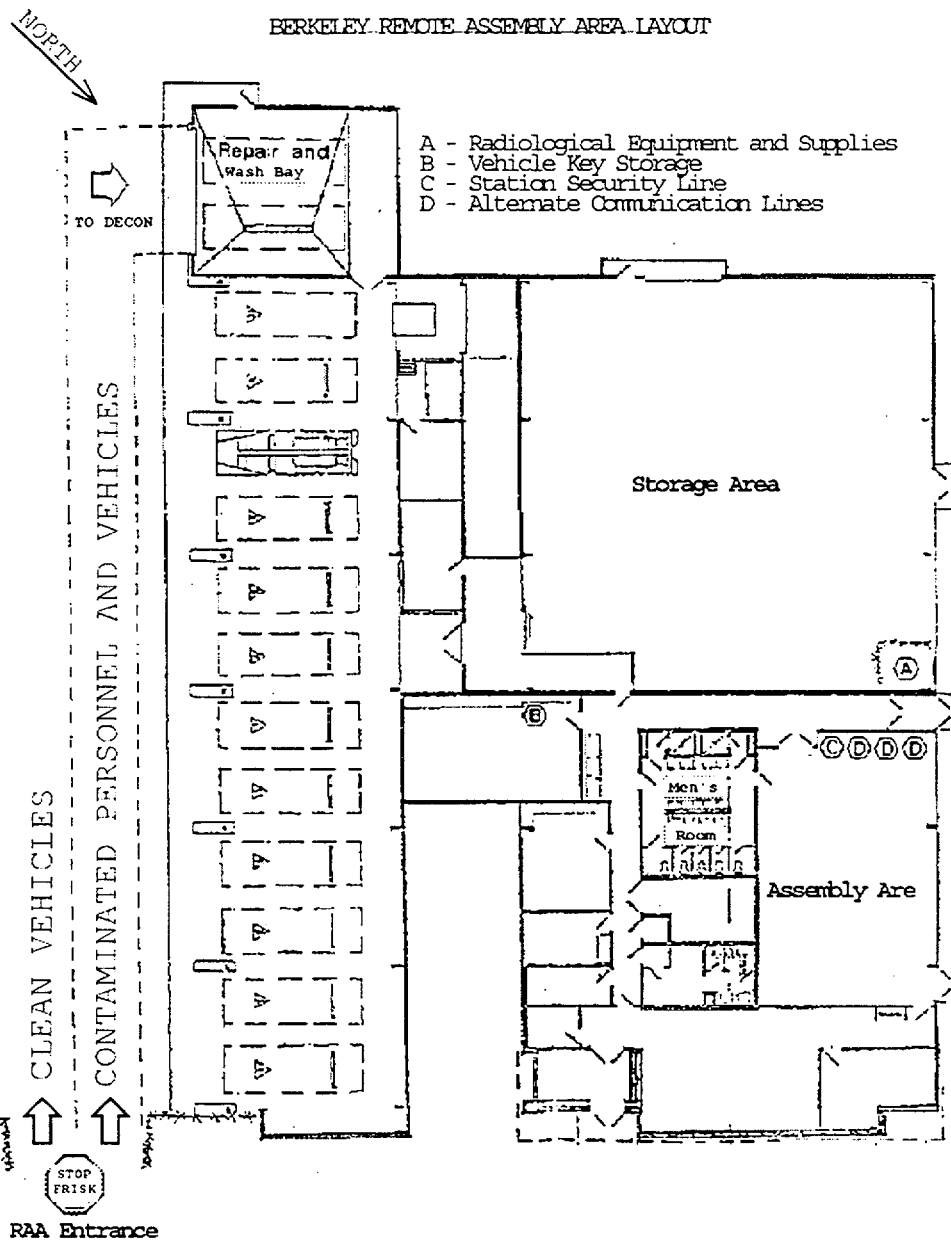 BERKELEY REMOTE ASSEMBLY AREA LAYOUT
NORTH
A - Radiological Equipment and Supplies
B - Vehicle Key Storage
C - Station Security Line
D - Alternate Communication Lines
Repair and
Wash Bay
TO DECON
CLEAN VEHICLES
CONTAMINATED PERSONNEL AND VEHICLES
Storage Area
A
B
C D D D
Men's
Room
Assembly Are
STOP
FRISK
RAA Entrance